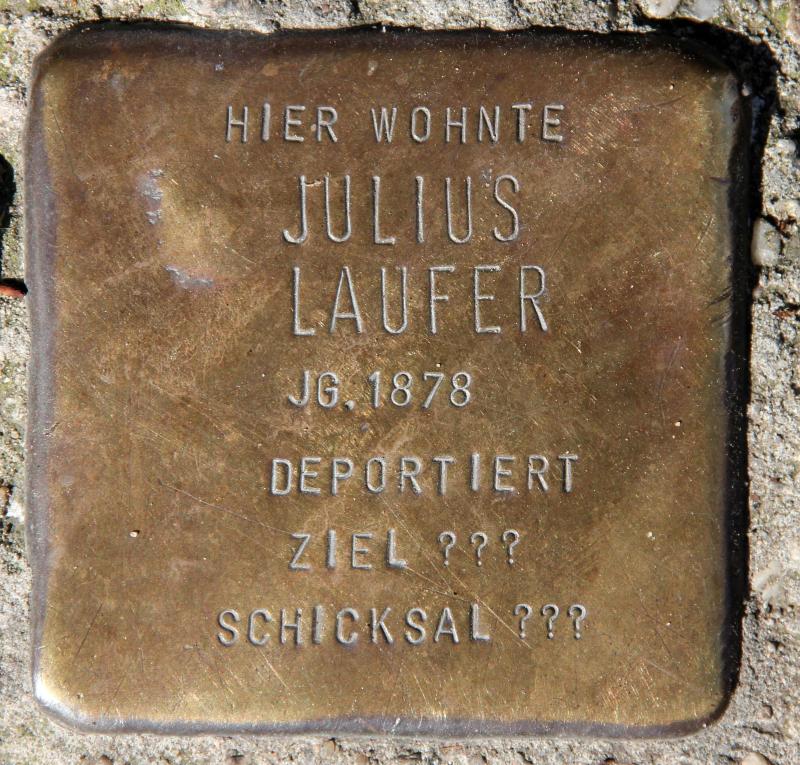 HIER WOHNTE
JULIUS
LAUFER
JG. 1878
DEPORTIERT
ZIEL ???
SCHICKSAL ???